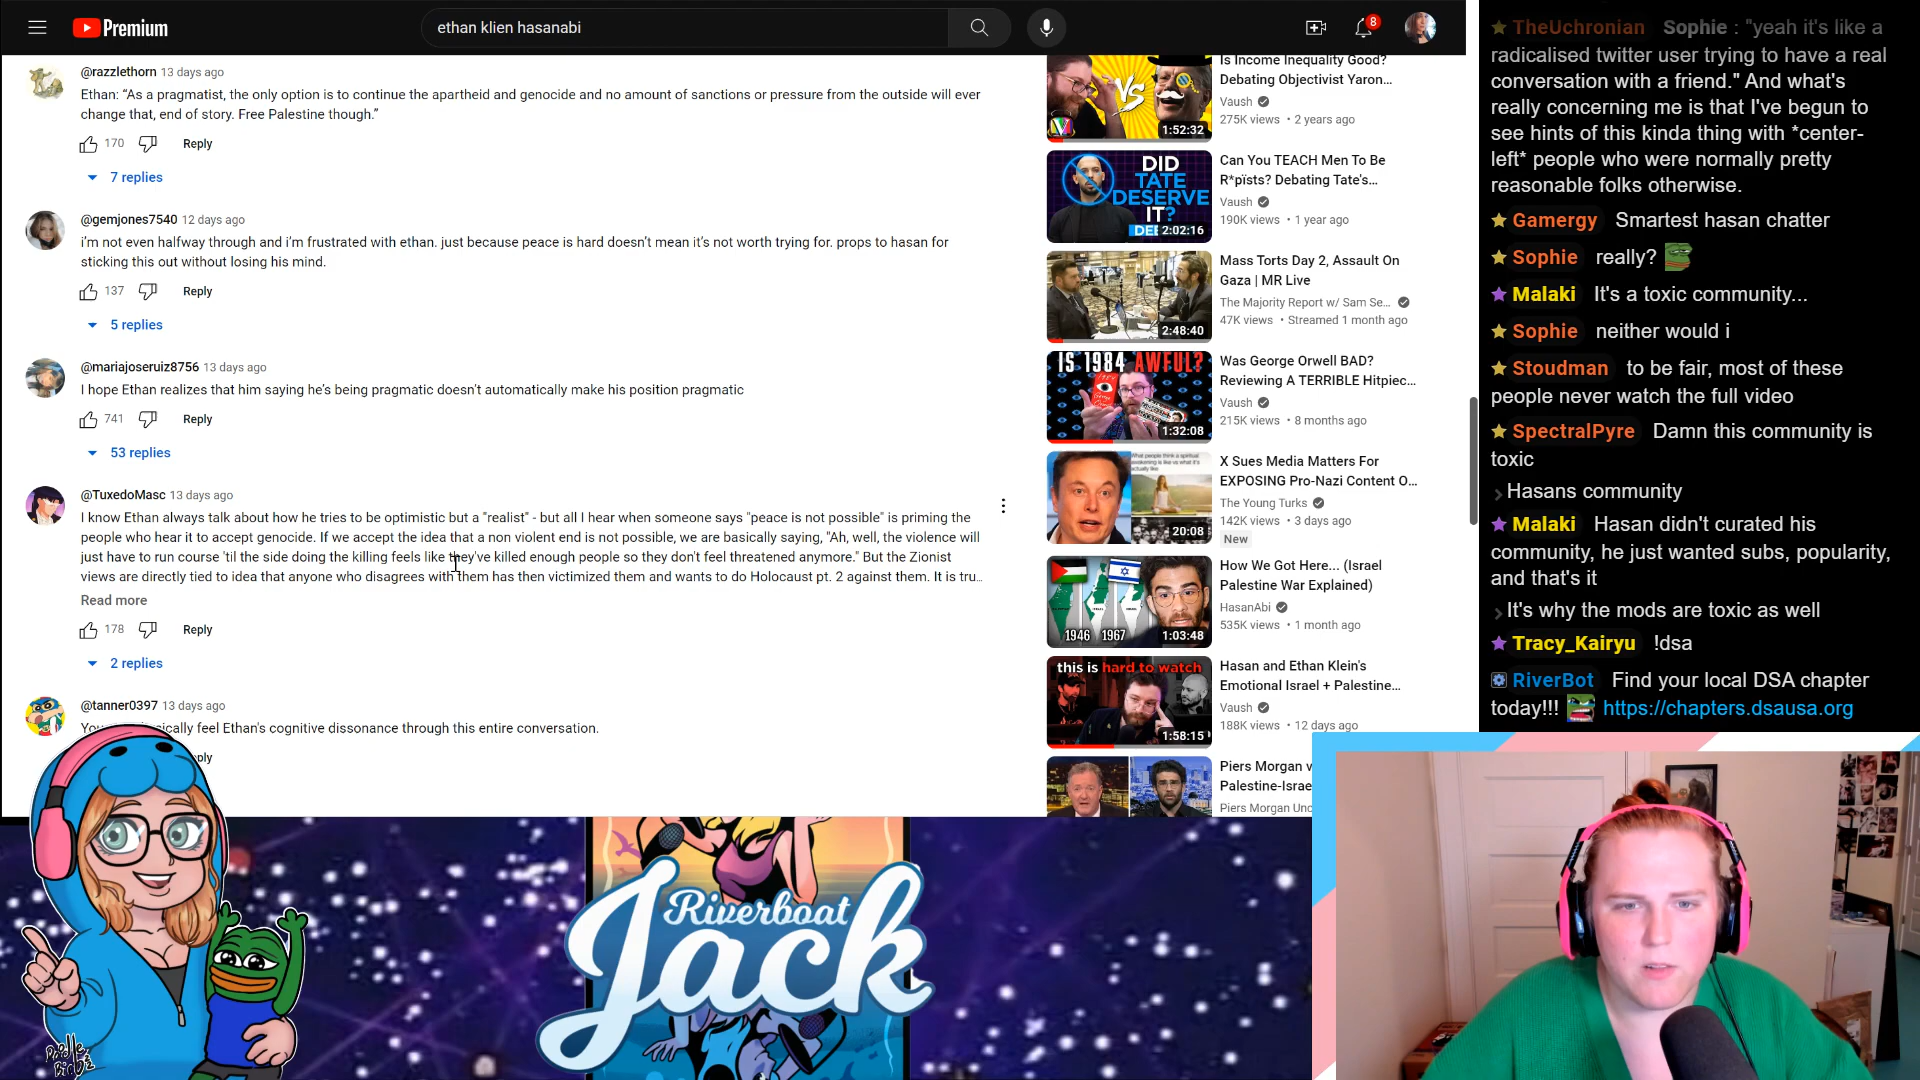 Premium
ethan klien hasanabi
8
@razzlethorn 13 days ago
Ethan: “As a pragmatist, the only option is to continue the apartheid and genocide and no amount of sanctions or pressure from the outside will ever
change that, end of story. Free Palestine though.”
170 Reply
7 replies
@gemjones7540 12 days ago
i’m not even halfway through and i’m frustrated with ethan. just because peace is hard doesn’t mean it’s not worth trying for. props to hasan for
sticking this out without losing his mind.
137 Reply
5 replies
@mariajoseruiz8756 13 days ago
I hope Ethan realizes that him saying he’s being pragmatic doesn’t automatically make his position pragmatic
741 Reply
53 replies
@TuxedoMasc 13 days ago
I know Ethan always talk about how he tries to be optimistic but a "realist" - but all I hear when someone says "peace is not possible" is priming the
people who hear it to accept genocide. If we accept the idea that a non violent end is not possible, we are basically saying, "Ah, well, the violence will
just have to run course 'til the side doing the killing feels like they've killed enough people so they don't feel threatened anymore." But the Zionist
views are directly tied to idea that anyone who disagrees with them has then victimized them and wants to do Holocaust pt. 2 against them. It is tru...
Read more
178 Reply
2 replies
@tanner0397 13 days ago
feel Ethan's cognitive dissonance through this entire conversation.
Is Income Inequality Good?
Debating Objectivist Yaron...
Vaush
275K views • 2 years ago
VS
1:52:32
Can You TEACH Men To Be
R*pïsts? Debating Tate's...
Vaush
190K views • 1 year ago
DID
TATE
DESERVE
IT?
2:02:16
Mass Torts Day 2, Assault On
Gaza | MR Live
The Majority Report w/ Sam Se...
47K views • Streamed 1 month ago
2:48:40
Was George Orwell BAD?
Reviewing A TERRIBLE Hitpiec...
Vaush
215K views • 8 months ago
IS 1984 AWFUL?
1:32:08
X Sues Media Matters For
EXPOSING Pro-Nazi Content O...
The Young Turks
142K views • 3 days ago
New
20:08
How We Got Here... (Israel
Palestine War Explained)
HasanAbi
535K views • 1 month ago
1946 1967
1:03:48
Hasan and Ethan Klein's
Emotional Israel + Palestine...
Vaush
188K views • 12 days ago
this is hard to watch
1:58:15
Piers Morgan v
Palestine-Israe
Piers Morgan Unc
TheUchronian Sophie : "yeah it's like a
radicalised twitter user trying to have a real
conversation with a friend." And what's
really concerning me is that I've begun to
see hints of this kinda thing with *center-
left* people who were normally pretty
reasonable folks otherwise.
Gamergy Smartest hasan chatter
Sophie really?
Malaki It's a toxic community...
Sophie neither would i
Stoudman to be fair, most of these
people never watch the full video
SpectralPyre Damn this community is
toxic
Hasans community
Malaki Hasan didn't curated his
community, he just wanted subs, popularity,
and that's it
It's why the mods are toxic as well
Tracy_Kairyu !dsa
RiverBot Find your local DSA chapter
today!!! https://chapters.dsausa.org
Riverboat
Jack